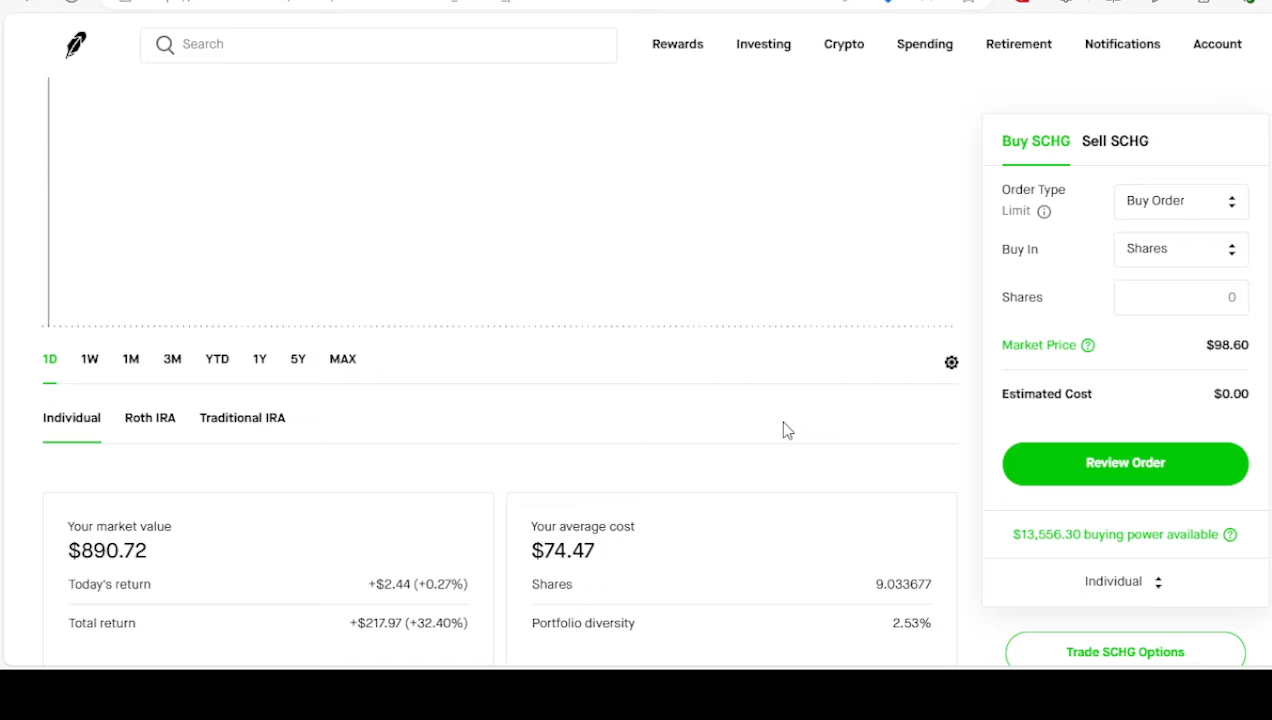 Search
Rewards
Investing
Crypto
Spending
Retirement
Notifications
Account
Buy SCHG
Sell SCHG
Order Type
Limit
Buy Order
Buy In
Shares
Shares
0
Market Price
$98.60
Estimated Cost
$0.00
Review Order
$13,556.30 buying power available
Individual
Trade SCHG Options
1D
1W
1M
3M
YTD
1Y
5Y
MAX
Individual
Roth IRA
Traditional IRA
Your market value
$890.72
Today's return
+$2.44 (+0.27%)
Total return
+$217.97 (+32.40%)
Your average cost
$74.47
Shares
9.033677
Portfolio diversity
2.53%